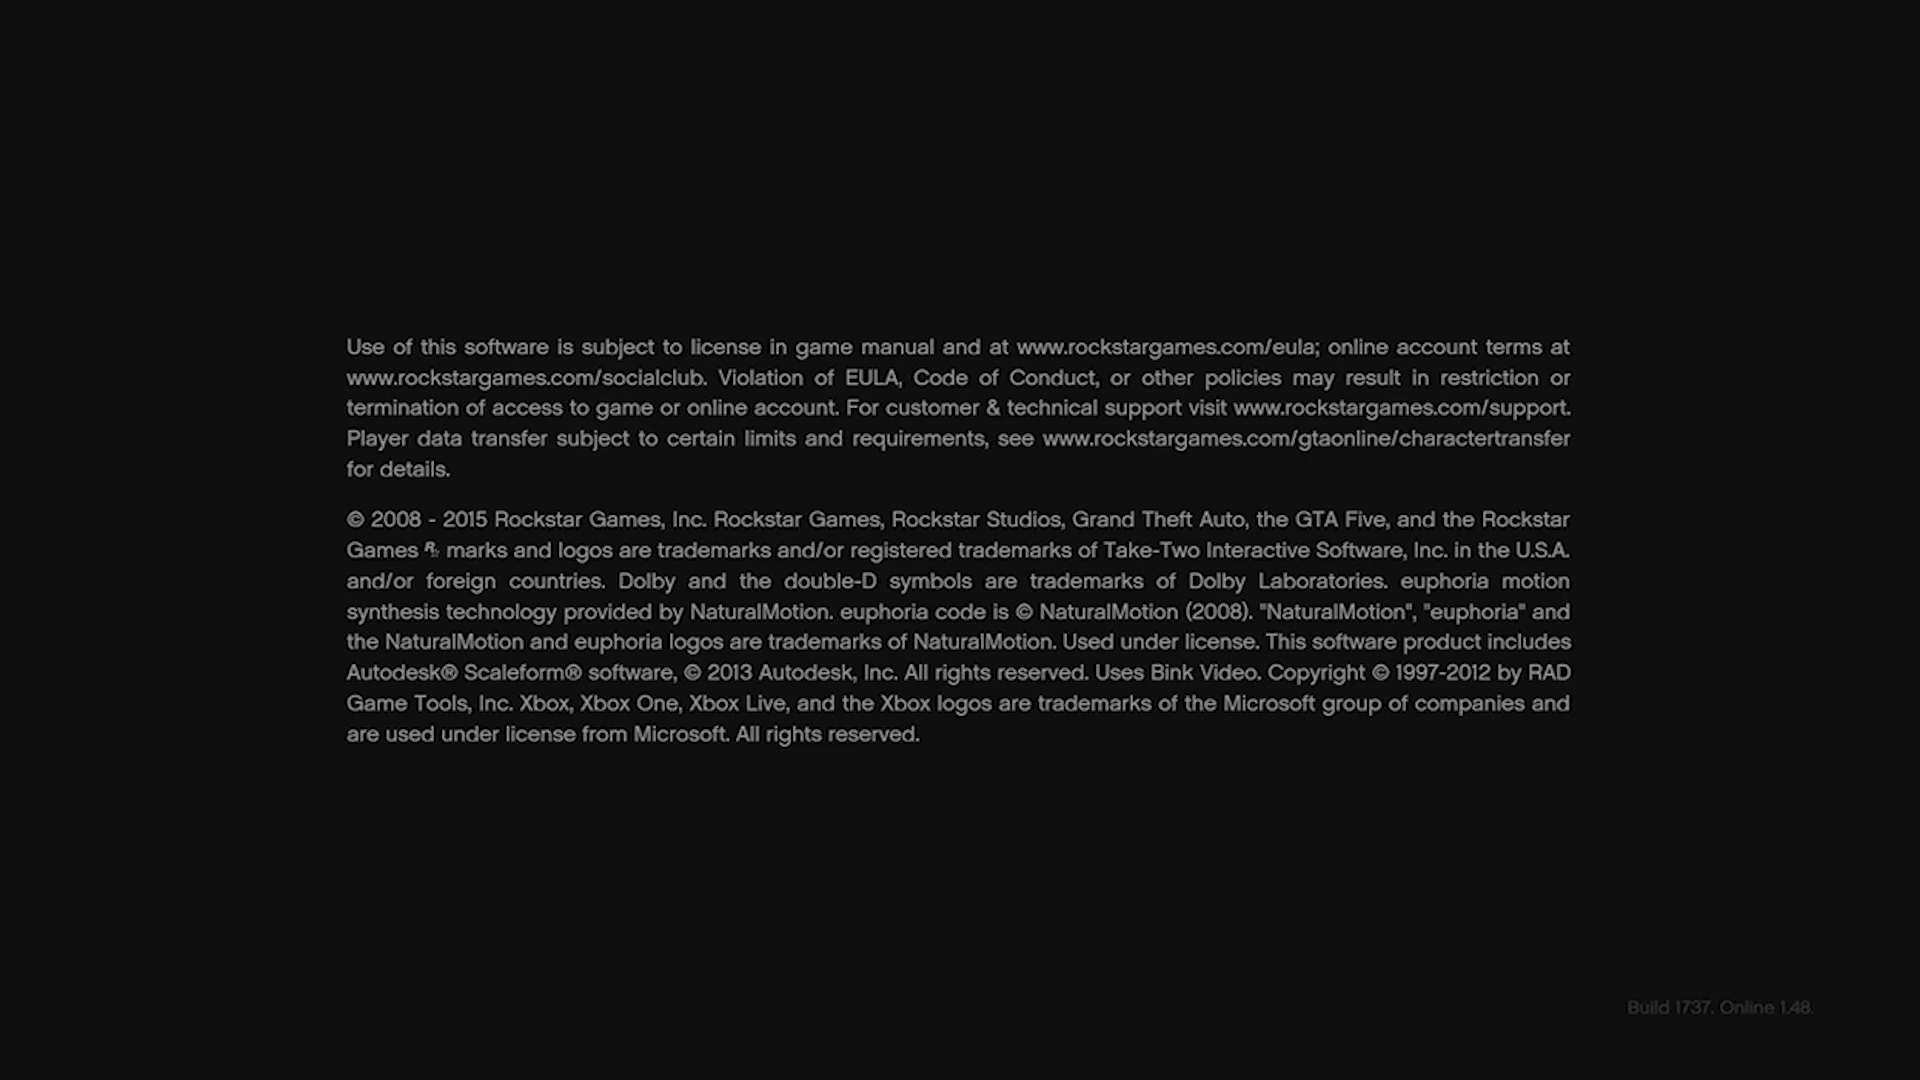 Use of this software is subject to license in game manual and at www.rockstargames.com/eula; online account terms at
www.rockstargames.com/socialclub. Violation of EULA, Code of Conduct, or other policies may result in restriction or
termination of access to game or online account. For customer & technical support visit www.rockstargames.com/support.
Player data transfer subject to certain limits and requirements, see www.rockstargames.com/gtaonline/charactertransfer
for details.
© 2008 - 2015 Rockstar Games, Inc. Rockstar Games, Rockstar Studios, Grand Theft Auto, the GTA Five, and the Rockstar
Games R* marks and logos are trademarks and/or registered trademarks of Take-Two Interactive Software, Inc. in the U.S.A.
and/or foreign countries. Dolby and the double-D symbols are trademarks of Dolby Laboratories. euphoria motion
synthesis technology provided by NaturalMotion. euphoria code is © NaturalMotion (2008). "NaturalMotion", "euphoria" and
the NaturalMotion and euphoria logos are trademarks of NaturalMotion. Used under license. This software product includes
Autodesk® Scaleform® software, © 2013 Autodesk, Inc. All rights reserved. Uses Bink Video. Copyright © 1997-2012 by RAD
Game Tools, Inc. Xbox, Xbox One, Xbox Live, and the Xbox logos are trademarks of the Microsoft group of companies and
are used under license from Microsoft. All rights reserved.
Build 1737. Online 1.48.